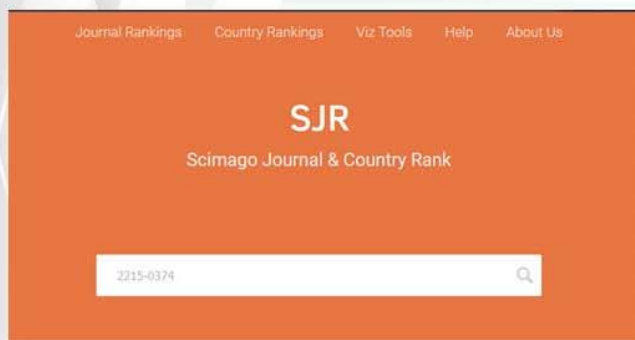 Journal Rankings Country Rankings Viz Tools Help About Us
SJR
Scimago Journal & Country Rank
2215-0374